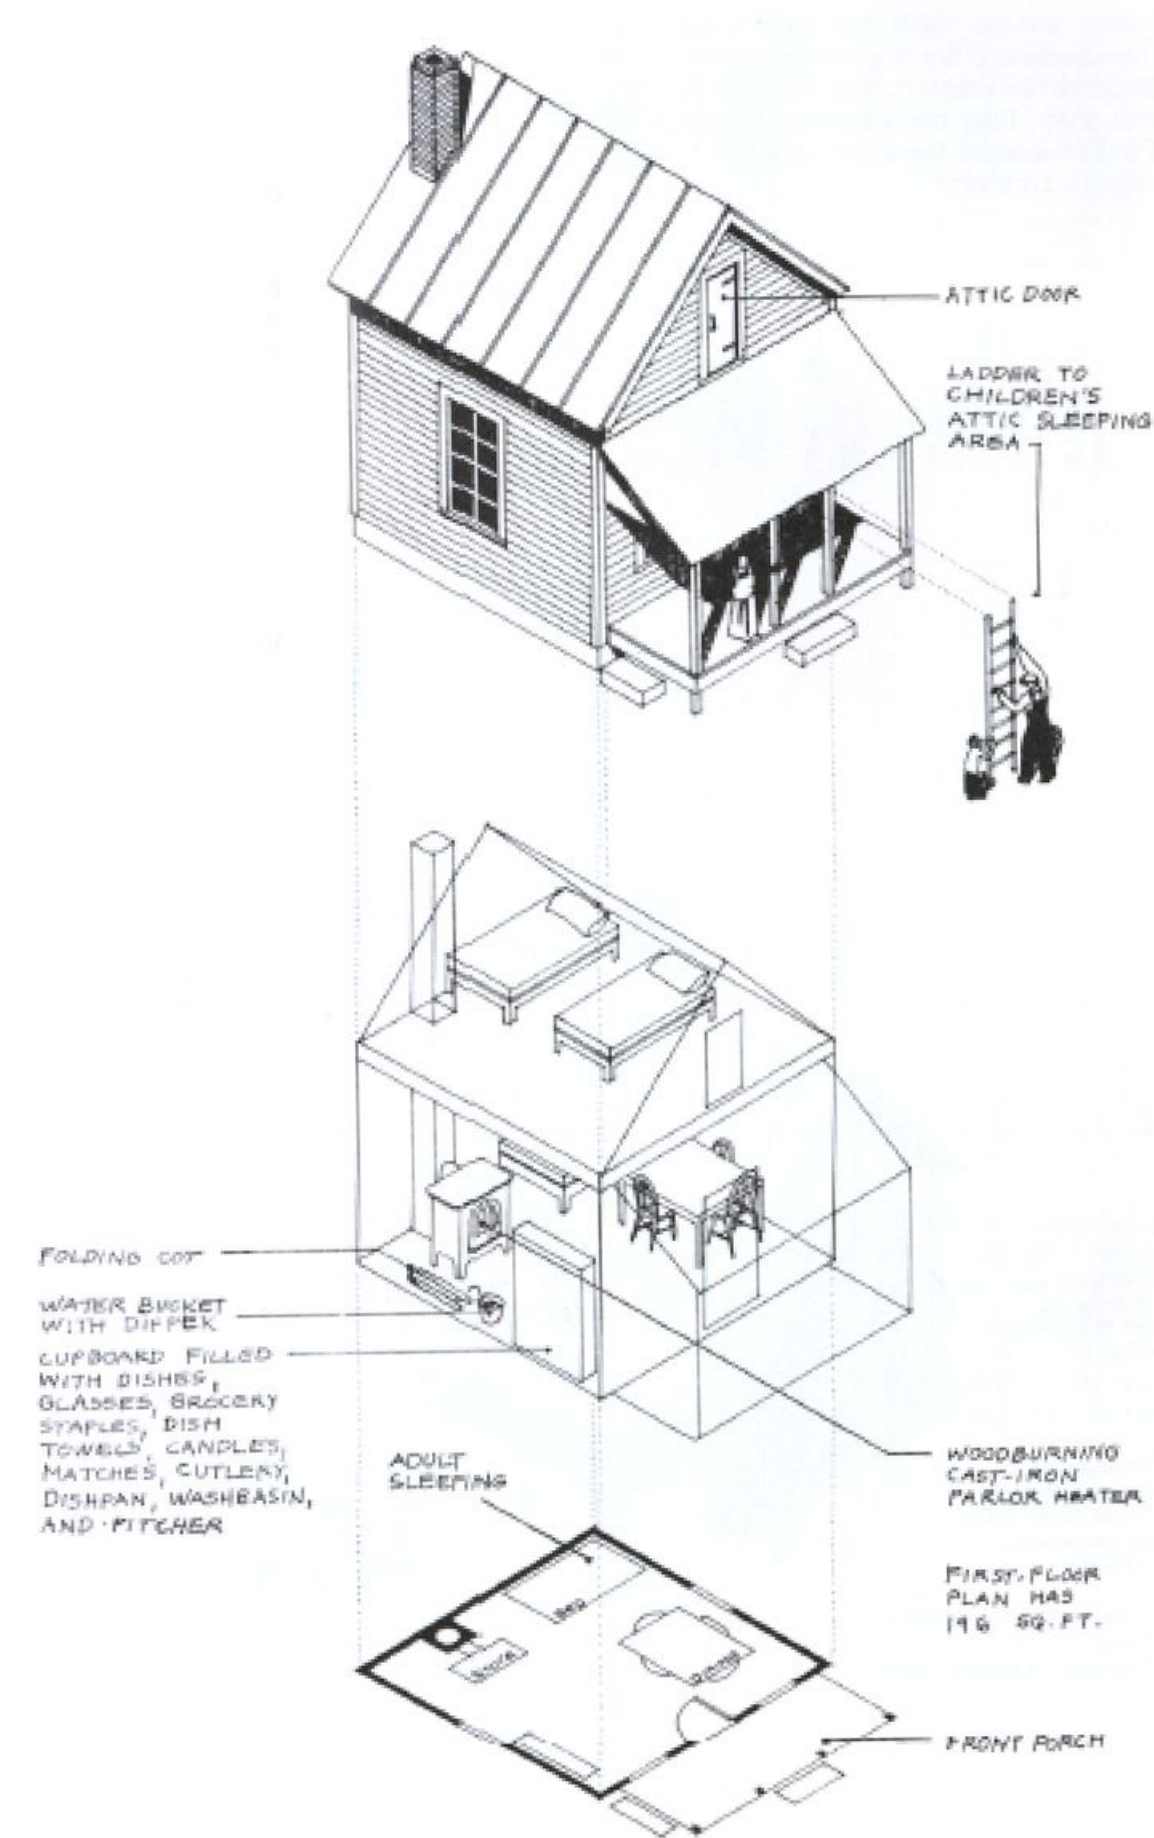 ATTIC DOOR
LADDER TO
CHILDREN'S
ATTIC SLEEPING
AREA
FOLDING COT
WATER BUCKET
WITH DIPPER
CUPBOARD FILLED
WITH DISHES,
GLASSES, GROCERY
STAPLES, DISH
TOWELS, CANDLES,
MATCHES, CUTLERY,
DISHPAN, WASHBASIN,
AND PITCHER
ADULT
SLEEPING
WOODBURNING
CAST-IRON
PARLOR HEATER
FIRST-FLOOR
PLAN HAS
196 SQ. FT.
BED
STOVE
DINING
FRONT PORCH